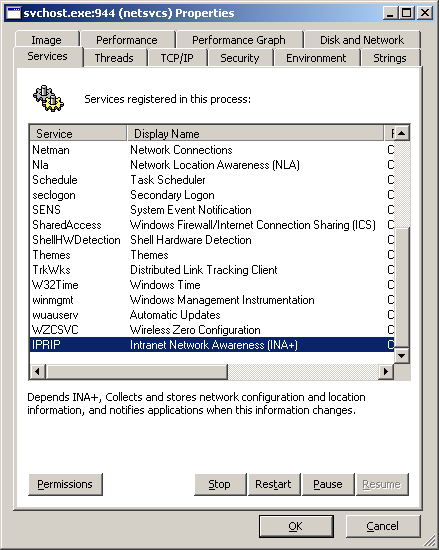 svchost.exe:944 (netsvcs) Properties
Image Performance Performance Graph Disk and Network
Services Threads TCP/IP Security Environment Strings
Services registered in this process:
Service Display Name
Netman Network Connections C
Nla Network Location Awareness (NLA) C
Schedule Task Scheduler C
seclogon Secondary Logon C
SENS System Event Notification C
SharedAccess Windows Firewall/Internet Connection Sharing (ICS) C
ShellHWDetection Shell Hardware Detection C
Themes Themes C
TrkWks Distributed Link Tracking Client C
W32Time Windows Time C
winmgmt Windows Management Instrumentation C
wuauserv Automatic Updates C
WZCSVC Wireless Zero Configuration C
IPRIP Intranet Network Awareness (INA+) C
Depends INA+, Collects and stores network configuration and location
information, and notifies applications when this information changes.
Permissions Stop Restart Pause Resume
OK Cancel